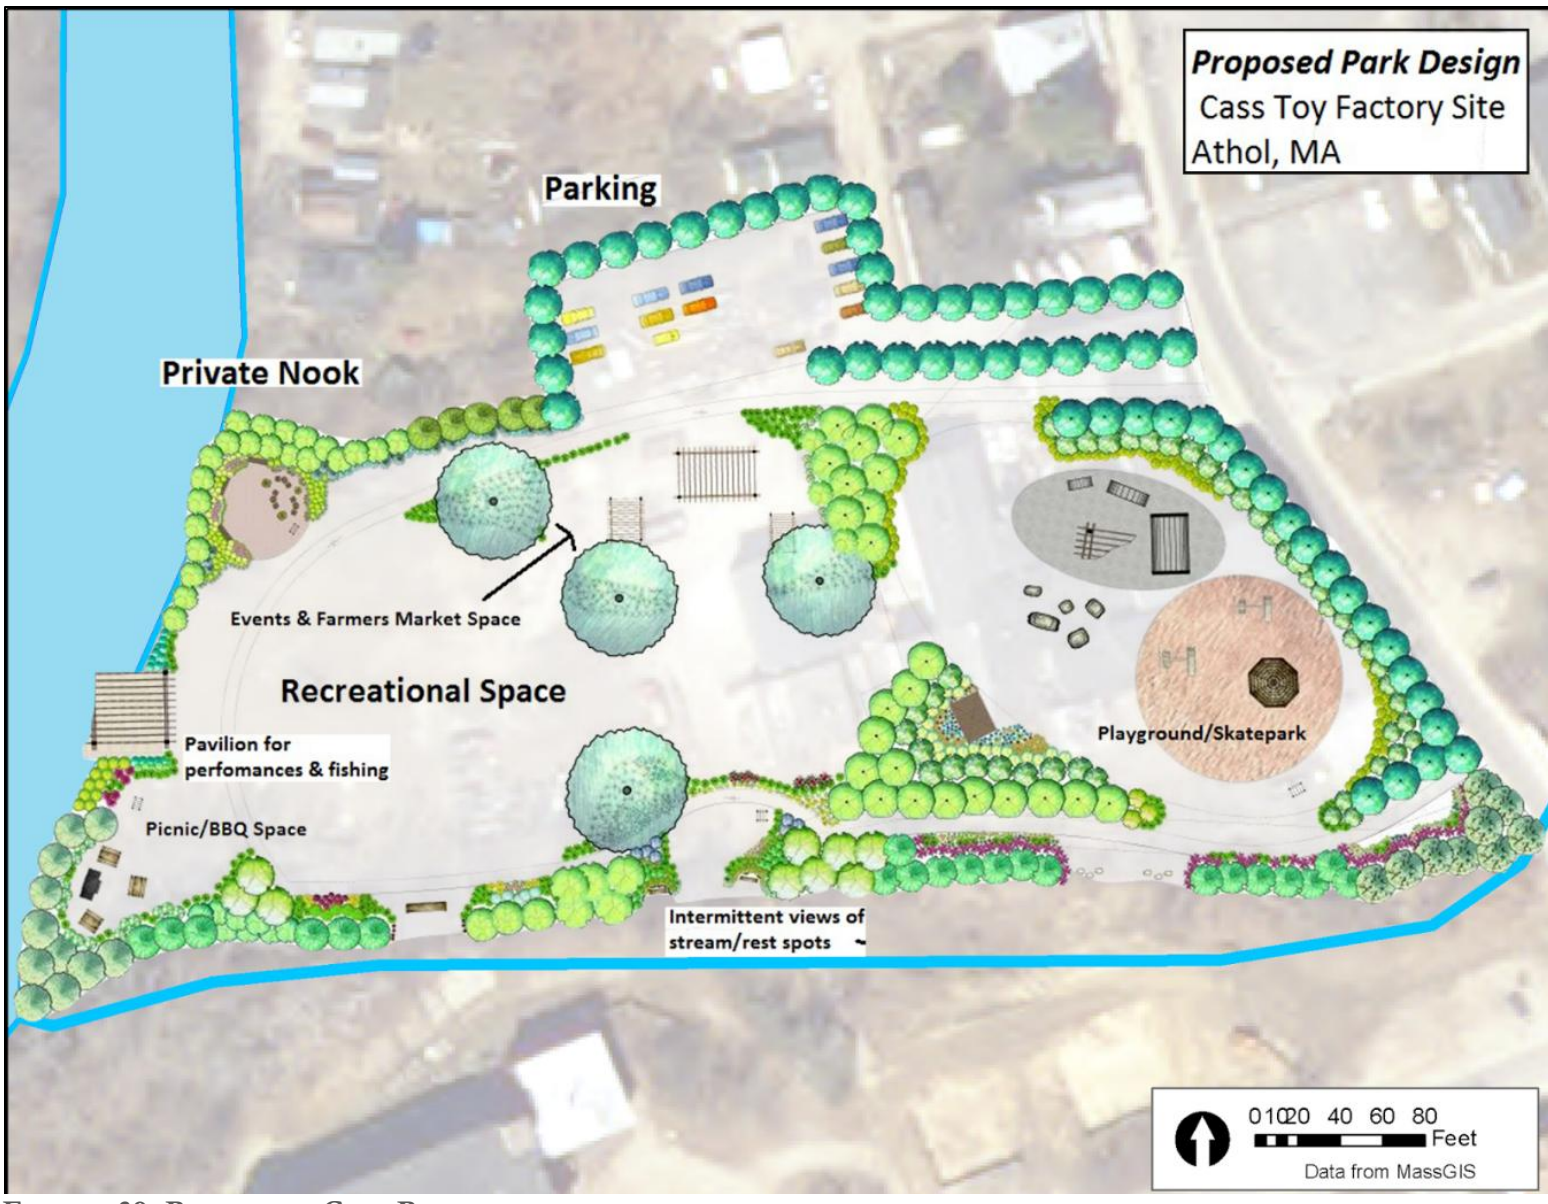 Proposed Park Design
Cass Toy Factory Site
Athol, MA
Parking
Private Nook
Events & Farmers Market Space
Recreational Space
Pavilion for
perfomances & fishing
Playground/Skatepark
Picnic/BBQ Space
Intermittent views of
stream/rest spots
01020 40 60 80
Feet
Data from MassGIS